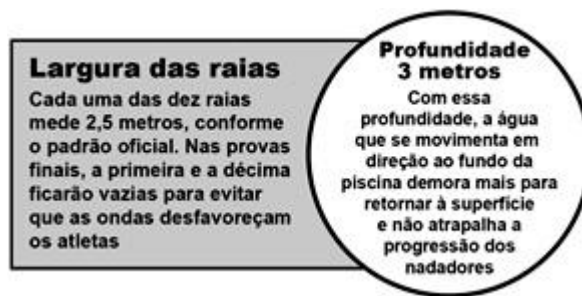 Largura das raias
Cada uma das dez raias
mede 2,5 metros, conforme
o padrão oficial. Nas provas
finais, a primeira e a décima
ficarão vazias para evitar
que as ondas desfavoreçam
os atletas
Profundidade
3 metros
Com essa
profundidade, a água
que se movimenta em
direção ao fundo da
piscina demora mais para
retornar à superfície
e não atrapalha a
progressão dos
nadadores